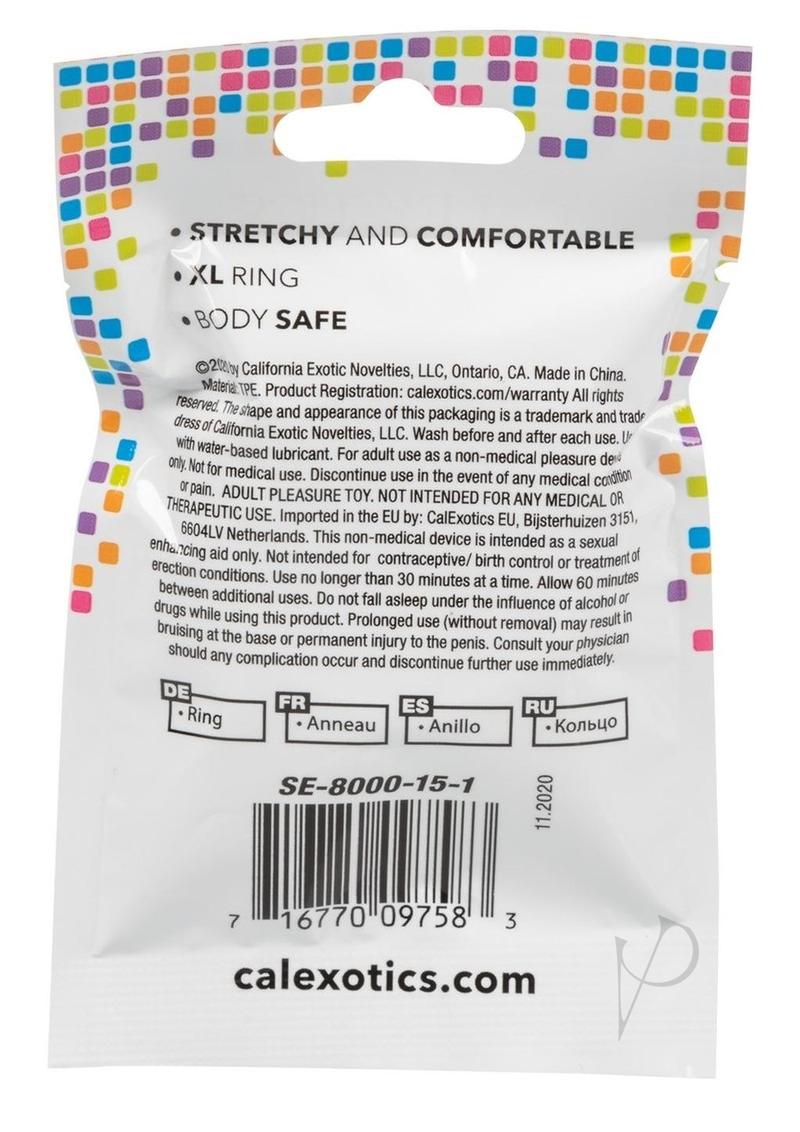 • STRETCHY AND COMFORTABLE
• XL RING
• BODY SAFE
©2020 by California Exotic Novelties, LLC, Ontario, CA. Made in China.
Material: TPE. Product Registration: calexotics.com/warranty All rights
reserved. The shape and appearance of this packaging is a trademark and trade
dress of California Exotic Novelties, LLC. Wash before and after each use.
with water-based lubricant. For adult use as a non-medical pleasure
only. Not for medical use. Discontinue use in the event of any medical condition
or pain. ADULT PLEASURE TOY. NOT INTENDED FOR ANY MEDICAL OR
THERAPEUTIC USE. Imported in the EU by: CalExotics EU, Bijsterhuizen 3151,
6604LV Netherlands. This non-medical device is intended as a sexual
enhancing aid only. Not intended for contraceptive/ birth control or treatment of
erection conditions. Use no longer than 30 minutes at a time. Allow 60 minutes
between additional uses. Do not fall asleep under the influence of alcohol or
drugs while using this product. Prolonged use (without removal) may result in
bruising at the base or permanent injury to the penis. Consult your physician
should any complication occur and discontinue further use immediately.
DE
• Ring
FR
• Anneau
ES
• Anillo
RU
• Кольцо
SE-8000-15-1
11.2020
7 16770 09758 3
calexotics.com